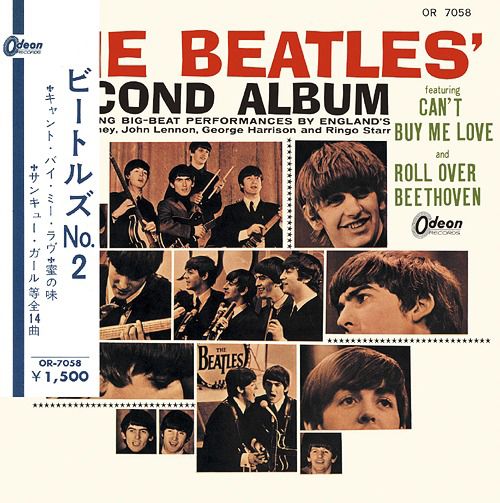 OR 7058
Odeon
RECORDS
ビートルズ No. 2
✤キャント・バイ・ミー・ラヴ✤蜜の味
✤サンキュー・ガール 等全14曲
OR-7058
¥1,500
HE BEATLES'
COND ALBUM
NG BIG-BEAT PERFORMANCES BY ENGLAND'S
ney, John Lennon, George Harrison and Ringo Starr
featuring
CAN'T
BUY ME LOVE
and
ROLL OVER
BEETHOVEN
Odeon
RECORDS
THE
BEATLES